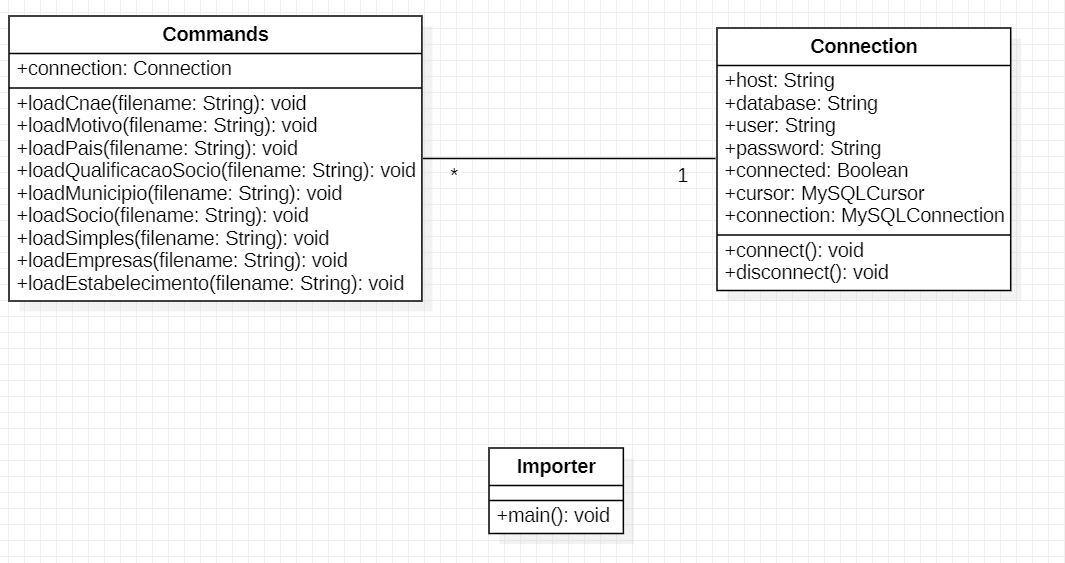 Commands
+connection: Connection
+loadCnae(filename: String): void
+loadMotivo(filename: String): void
+loadPais(filename: String): void
+loadQualificacaoSocio(filename: String): void
+loadMunicipio(filename: String): void
+loadSocio(filename: String): void
+loadSimples(filename: String): void
+loadEmpresas(filename: String): void
+loadEstabelecimento(filename: String): void
*
1
Connection
+host: String
+database: String
+user: String
+password: String
+connected: Boolean
+cursor: MySQLCursor
+connection: MySQLConnection
+connect(): void
+disconnect(): void
Importer
+main(): void